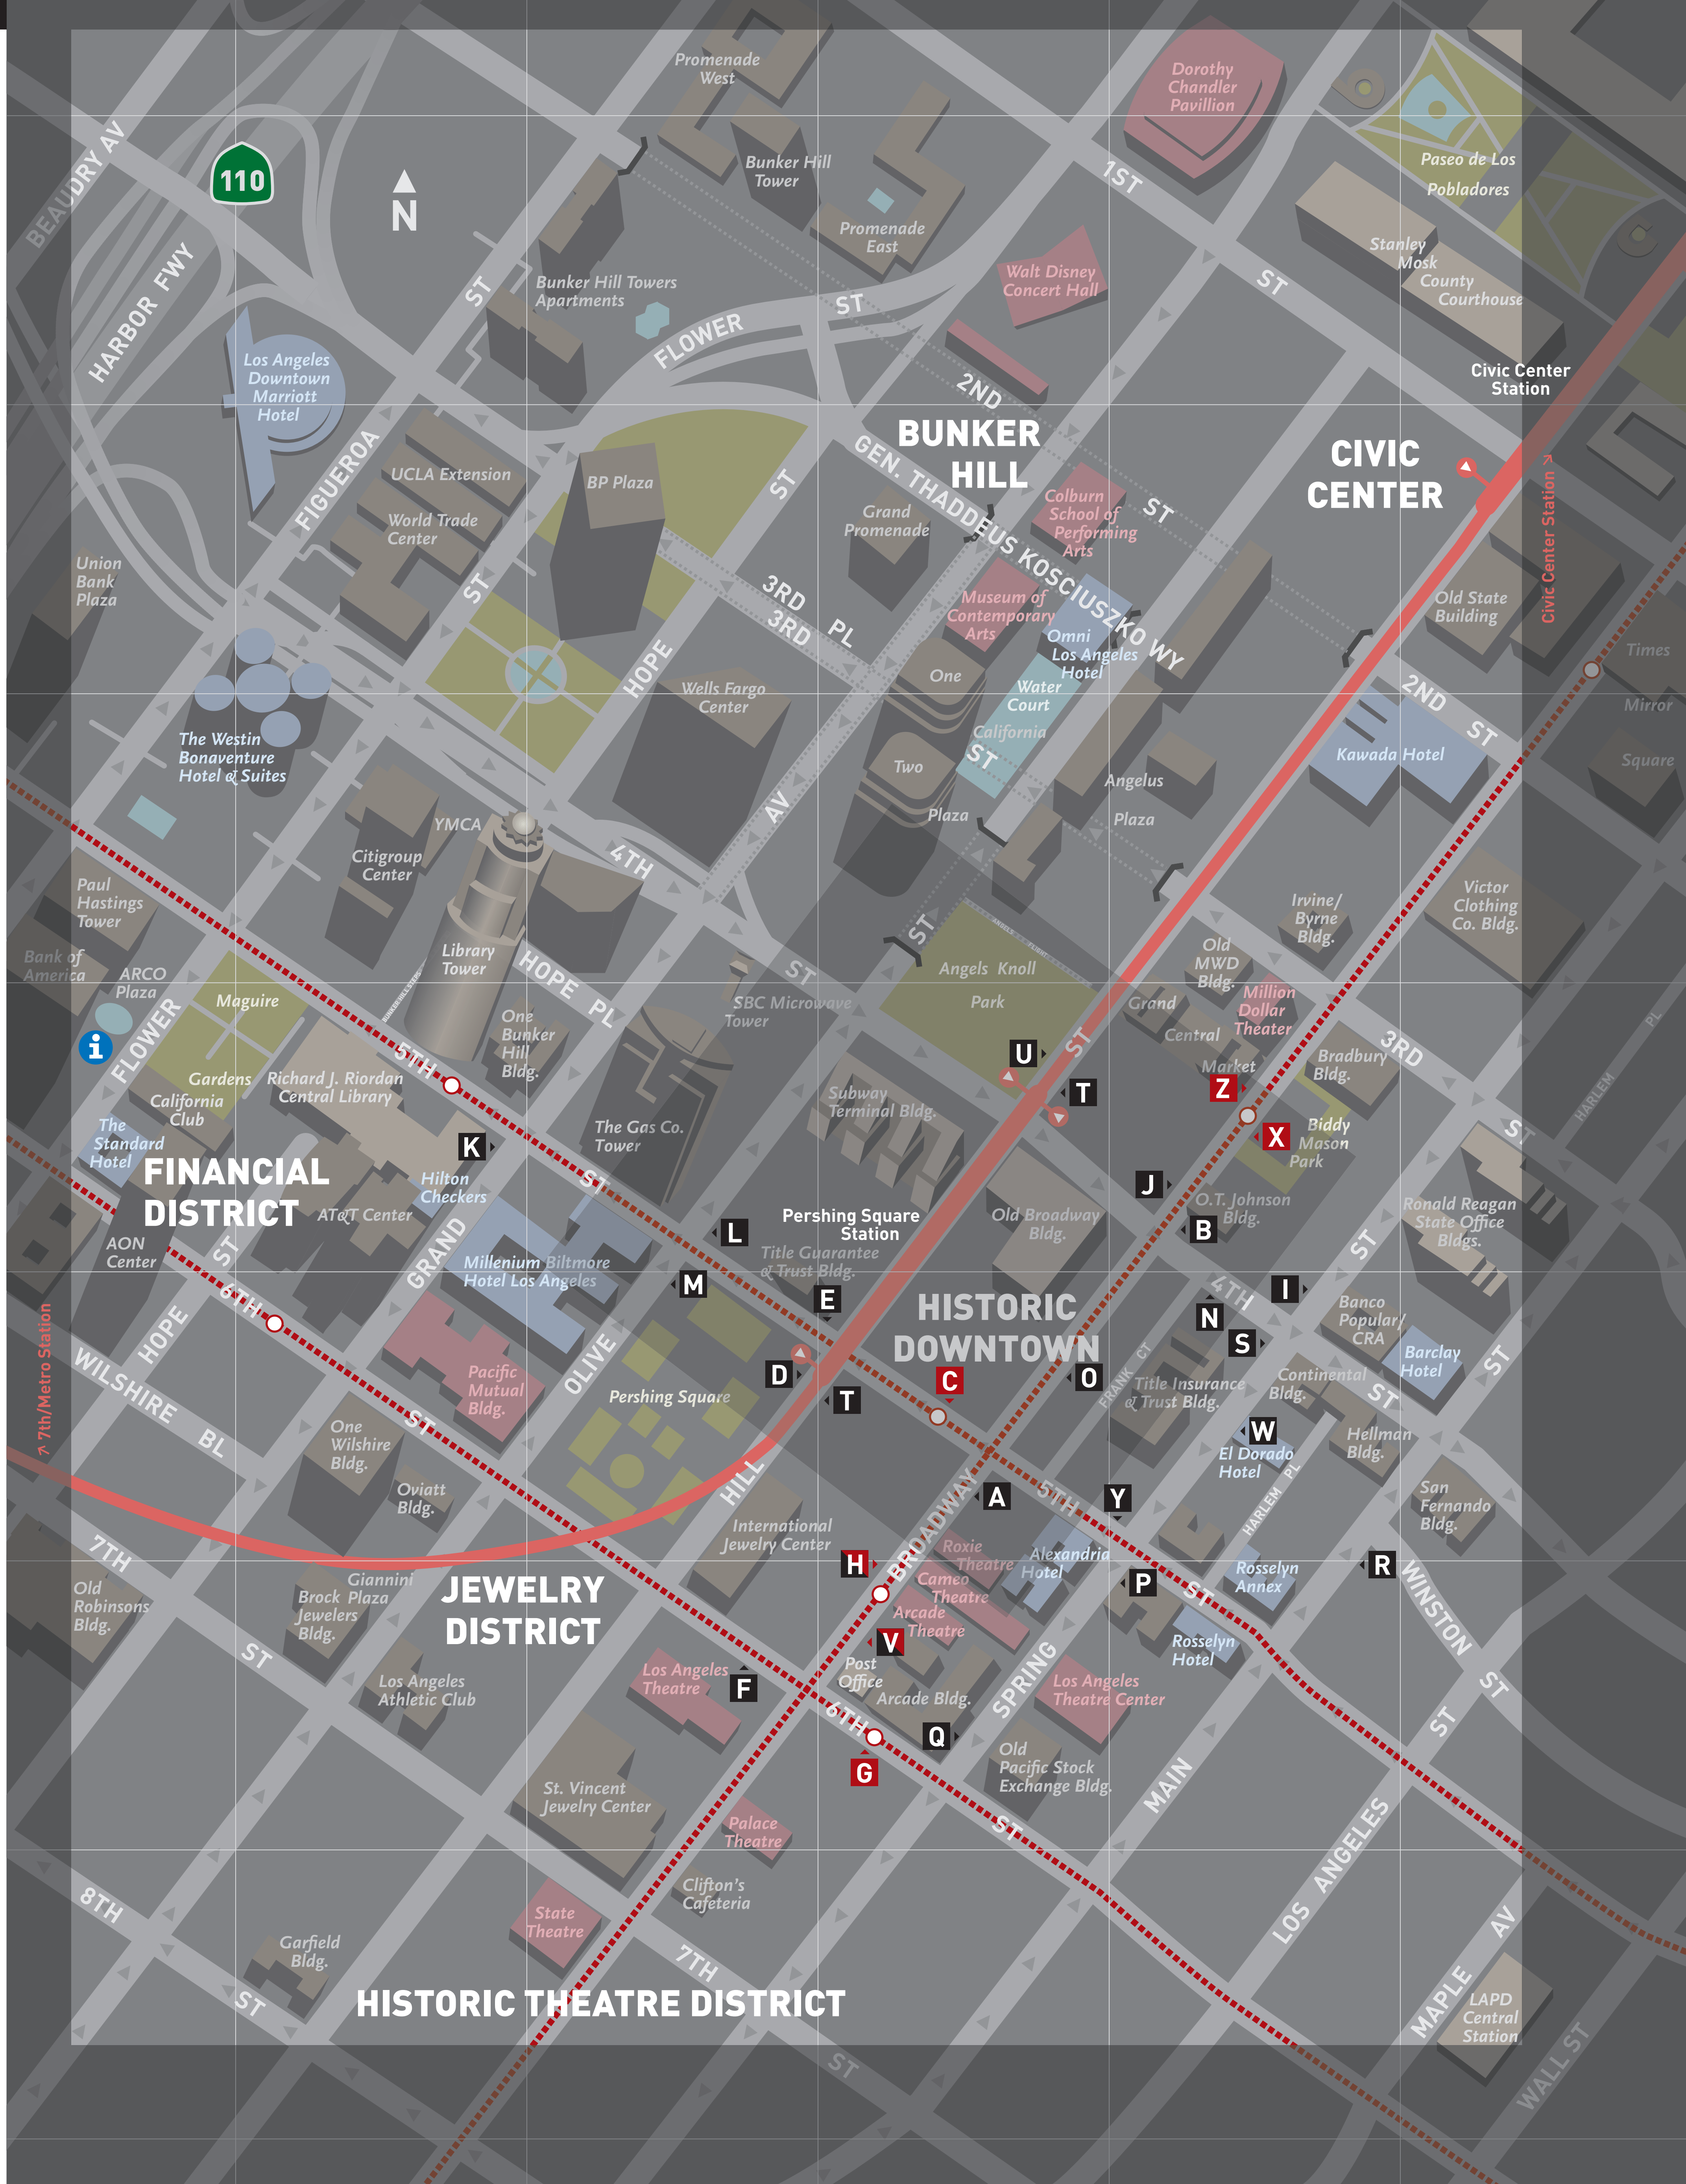 Promenade
West
Dorothy
Chandler
Pavillion
BEAUDRY AV
110
N
Bunker Hill
Tower
1ST
Paseo de Los
Pobladores
Promenade
East
Stanley
Mosk
County
Courthouse
HARBOR FWY
ST
Bunker Hill Towers
Apartments
Walt Disney
Concert Hall
ST
FLOWER
ST
Los Angeles
Downtown
Marriott
Hotel
Civic Center
Station
2ND
BUNKER
HILL
CIVIC
CENTER
FIGUEROA
UCLA Extension
BP Plaza
ST
GEN. THADDEUS KOSCIUSZKO WY
Colburn
School of
Performing
Arts
ST
World Trade
Center
Grand
Promenade
Civic Center Station
Union
Bank
Plaza
ST
3RD
PL
3RD
Museum of
Contemporary
Arts
Old State
Building
Omni
Los Angeles
Hotel
Times
Mirror
Square
HOPE
Wells Fargo
Center
One
Water
Court
California
ST
2ND
ST
The Westin
Bonaventure
Hotel & Suites
Two
Plaza
Angelus
Plaza
Kawada Hotel
AV
YMCA
Citigroup
Center
4TH
Paul
Hastings
Tower
Irvine/
Byrne
Bldg.
Victor
Clothing
Co. Bldg.
Bank of
America
ARCO
Plaza
Library
Tower
BUNKER HILL STEPS
HOPE PL
ST
ST
ANGELS FLIGHT
Angels Knoll
Park
Old
MWD
Bldg.
Million
Dollar
Theater
Maguire
Gardens
SBC Microwave
Tower
Grand
Central
Market
i
FLOWER
One
Bunker
Hill
Bldg.
U
ST
3RD
PL
5TH
Bradbury
Bldg.
Richard J. Riordan
Central Library
California
Club
T
Z
HARLEM
Subway
Terminal Bldg.
The Gas Co.
Tower
The
Standard
Hotel
K
X
Biddy
Mason
Park
ST
FINANCIAL
DISTRICT
Hilton
Checkers
ST
J
AT&T Center
O.T. Johnson
Bldg.
Ronald Reagan
State Office
Bldgs.
L
Pershing Square
Station
Old Broadway
Bldg.
B
AON
Center
ST
GRAND
Millenium Biltmore
Hotel Los Angeles
Title Guarantee
& Trust Bldg.
ST
M
E
HISTORIC
DOWNTOWN
4TH
I
6TH
N
Banco
Popular/
CRA
S
HOPE
7th/Metro Station
Barclay
Hotel
ST
WILSHIRE
BL
Pacific
Mutual
Bldg.
OLIVE
Pershing Square
D
T
C
O
FRANK CT
Title Insurance
& Trust Bldg.
Continental
Bldg.
ST
ST
One
Wilshire
Bldg.
W
El Dorado
Hotel
Hellman
Bldg.
Oviatt
Bldg.
HILL
BROADWAY
A
5TH
Y
HARLEM PL
San
Fernando
Bldg.
International
Jewelry Center
7TH
H
Roxie
Theatre
Alexandria
Hotel
R
Old
Robinsons
Bldg.
Giannini
Plaza
Brock
Jewelers
Bldg.
JEWELRY
DISTRICT
Cameo
Theatre
P
ST
Rosselyn
Annex
WINSTON
Arcade
Theatre
V
Rosselyn
Hotel
ST
Los Angeles
Athletic Club
Los Angeles
Theatre
F
Post
Office
Arcade Bldg.
SPRING
Los Angeles
Theatre Center
ST
6TH
Q
ST
Old
Pacific Stock
Exchange Bldg.
G
MAIN
St. Vincent
Jewelry Center
Palace
Theatre
ST
LOS ANGELES
Clifton's
Cafeteria
8TH
State
Theatre
AV
Garfield
Bldg.
7TH
ST
HISTORIC THEATRE DISTRICT
MAPLE
LAPD
Central
Station
ST
WALL ST